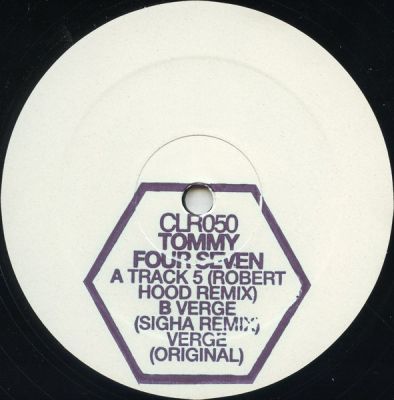 CLR050
TOMMY
FOUR SEVEN
A TRACK 5 (ROBERT
HOOD REMIX)
B VERGE
(SIGHA REMIX)
VERGE
(ORIGINAL)